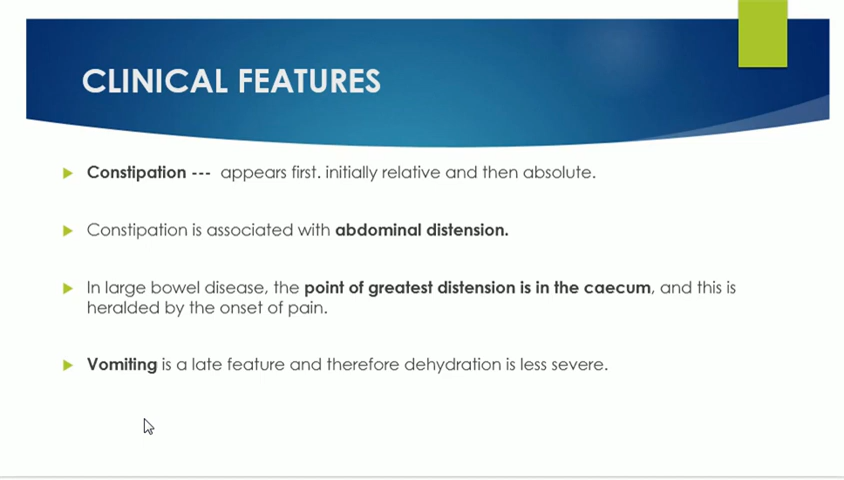 CLINICAL FEATURES
Constipation --- appears first. initially relative and then absolute.
Constipation is associated with abdominal distension.
In large bowel disease, the point of greatest distension is in the caecum, and this is
heralded by the onset of pain.
Vomiting is a late feature and therefore dehydration is less severe.